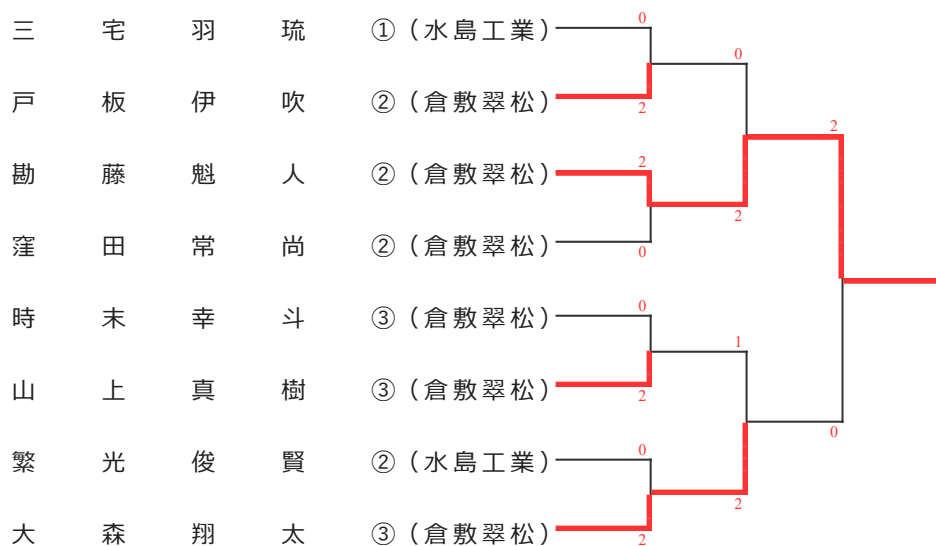 三宅羽琉 ①（水島工業）
0
0
戸板伊吹 ②（倉敷翠松）
2
2
勘藤魁人 ②（倉敷翠松）
2
2
窪田常尚 ②（倉敷翠松）
0
時末幸斗 ③（倉敷翠松）
0
1
山上真樹 ③（倉敷翠松）
2
0
繁光俊賢 ②（水島工業）
0
2
大森翔太 ③（倉敷翠松）
2